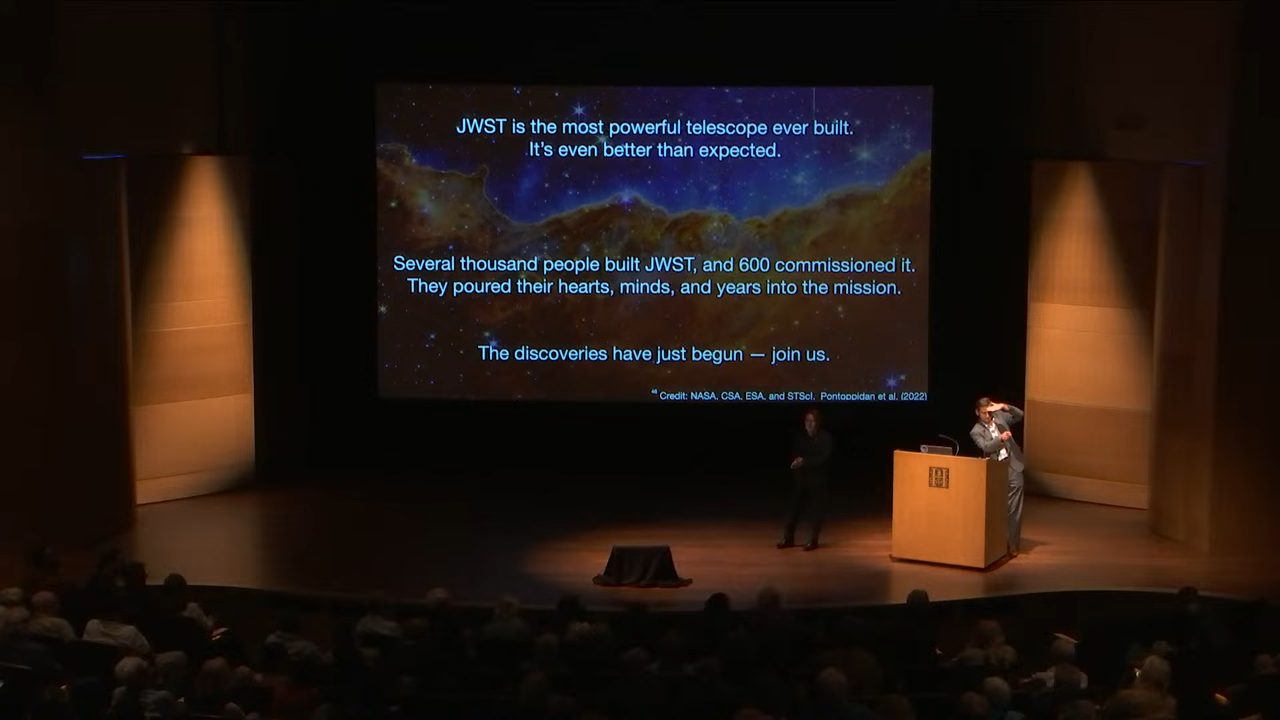 JWST is the most powerful telescope ever built.
It's even better than expected.
Several thousand people built JWST, and 600 commissioned it.
They poured their hearts, minds, and years into the mission.
The discoveries have just begun — join us.
Credit: NASA, CSA, ESA, and STScI, Pontoppidan et al. (2022)